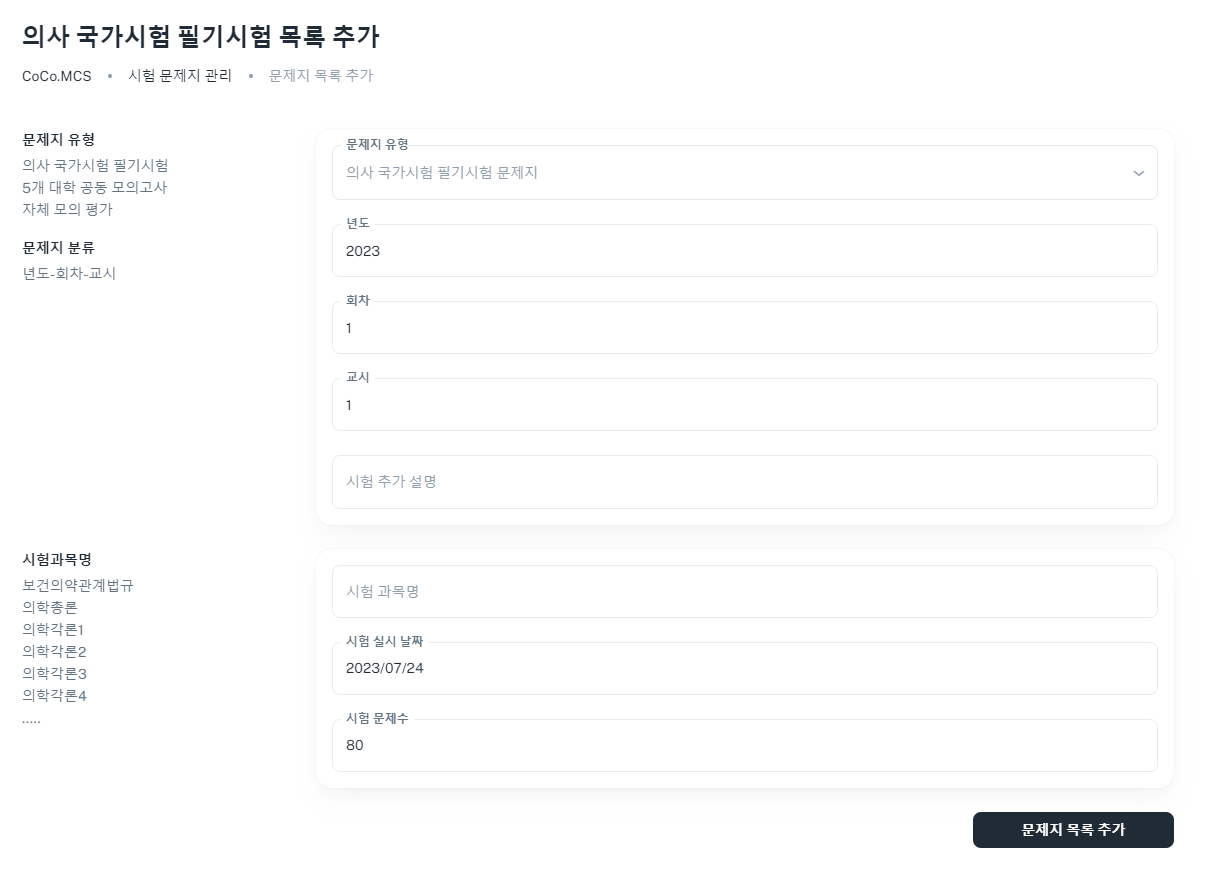 의사 국가시험 필기시험 목록 추가
CoCo.MCS • 시험 문제지 관리 • 문제지 목록 추가
문제지 유형
의사 국가시험 필기시험
5개 대학 공동 모의고사
자체 모의 평가
문제지 분류
년도-회차-교시
문제지 유형
의사 국가시험 필기시험 문제지
년도
2023
회차
1
교시
1
시험 추가 설명
시험과목명
보건의약관계법규
의학총론
의학각론1
의학각론2
의학각론3
의학각론4
.....
시험 과목명
시험 실시 날짜
2023/07/24
시험 문제수
80
문제지 목록 추가